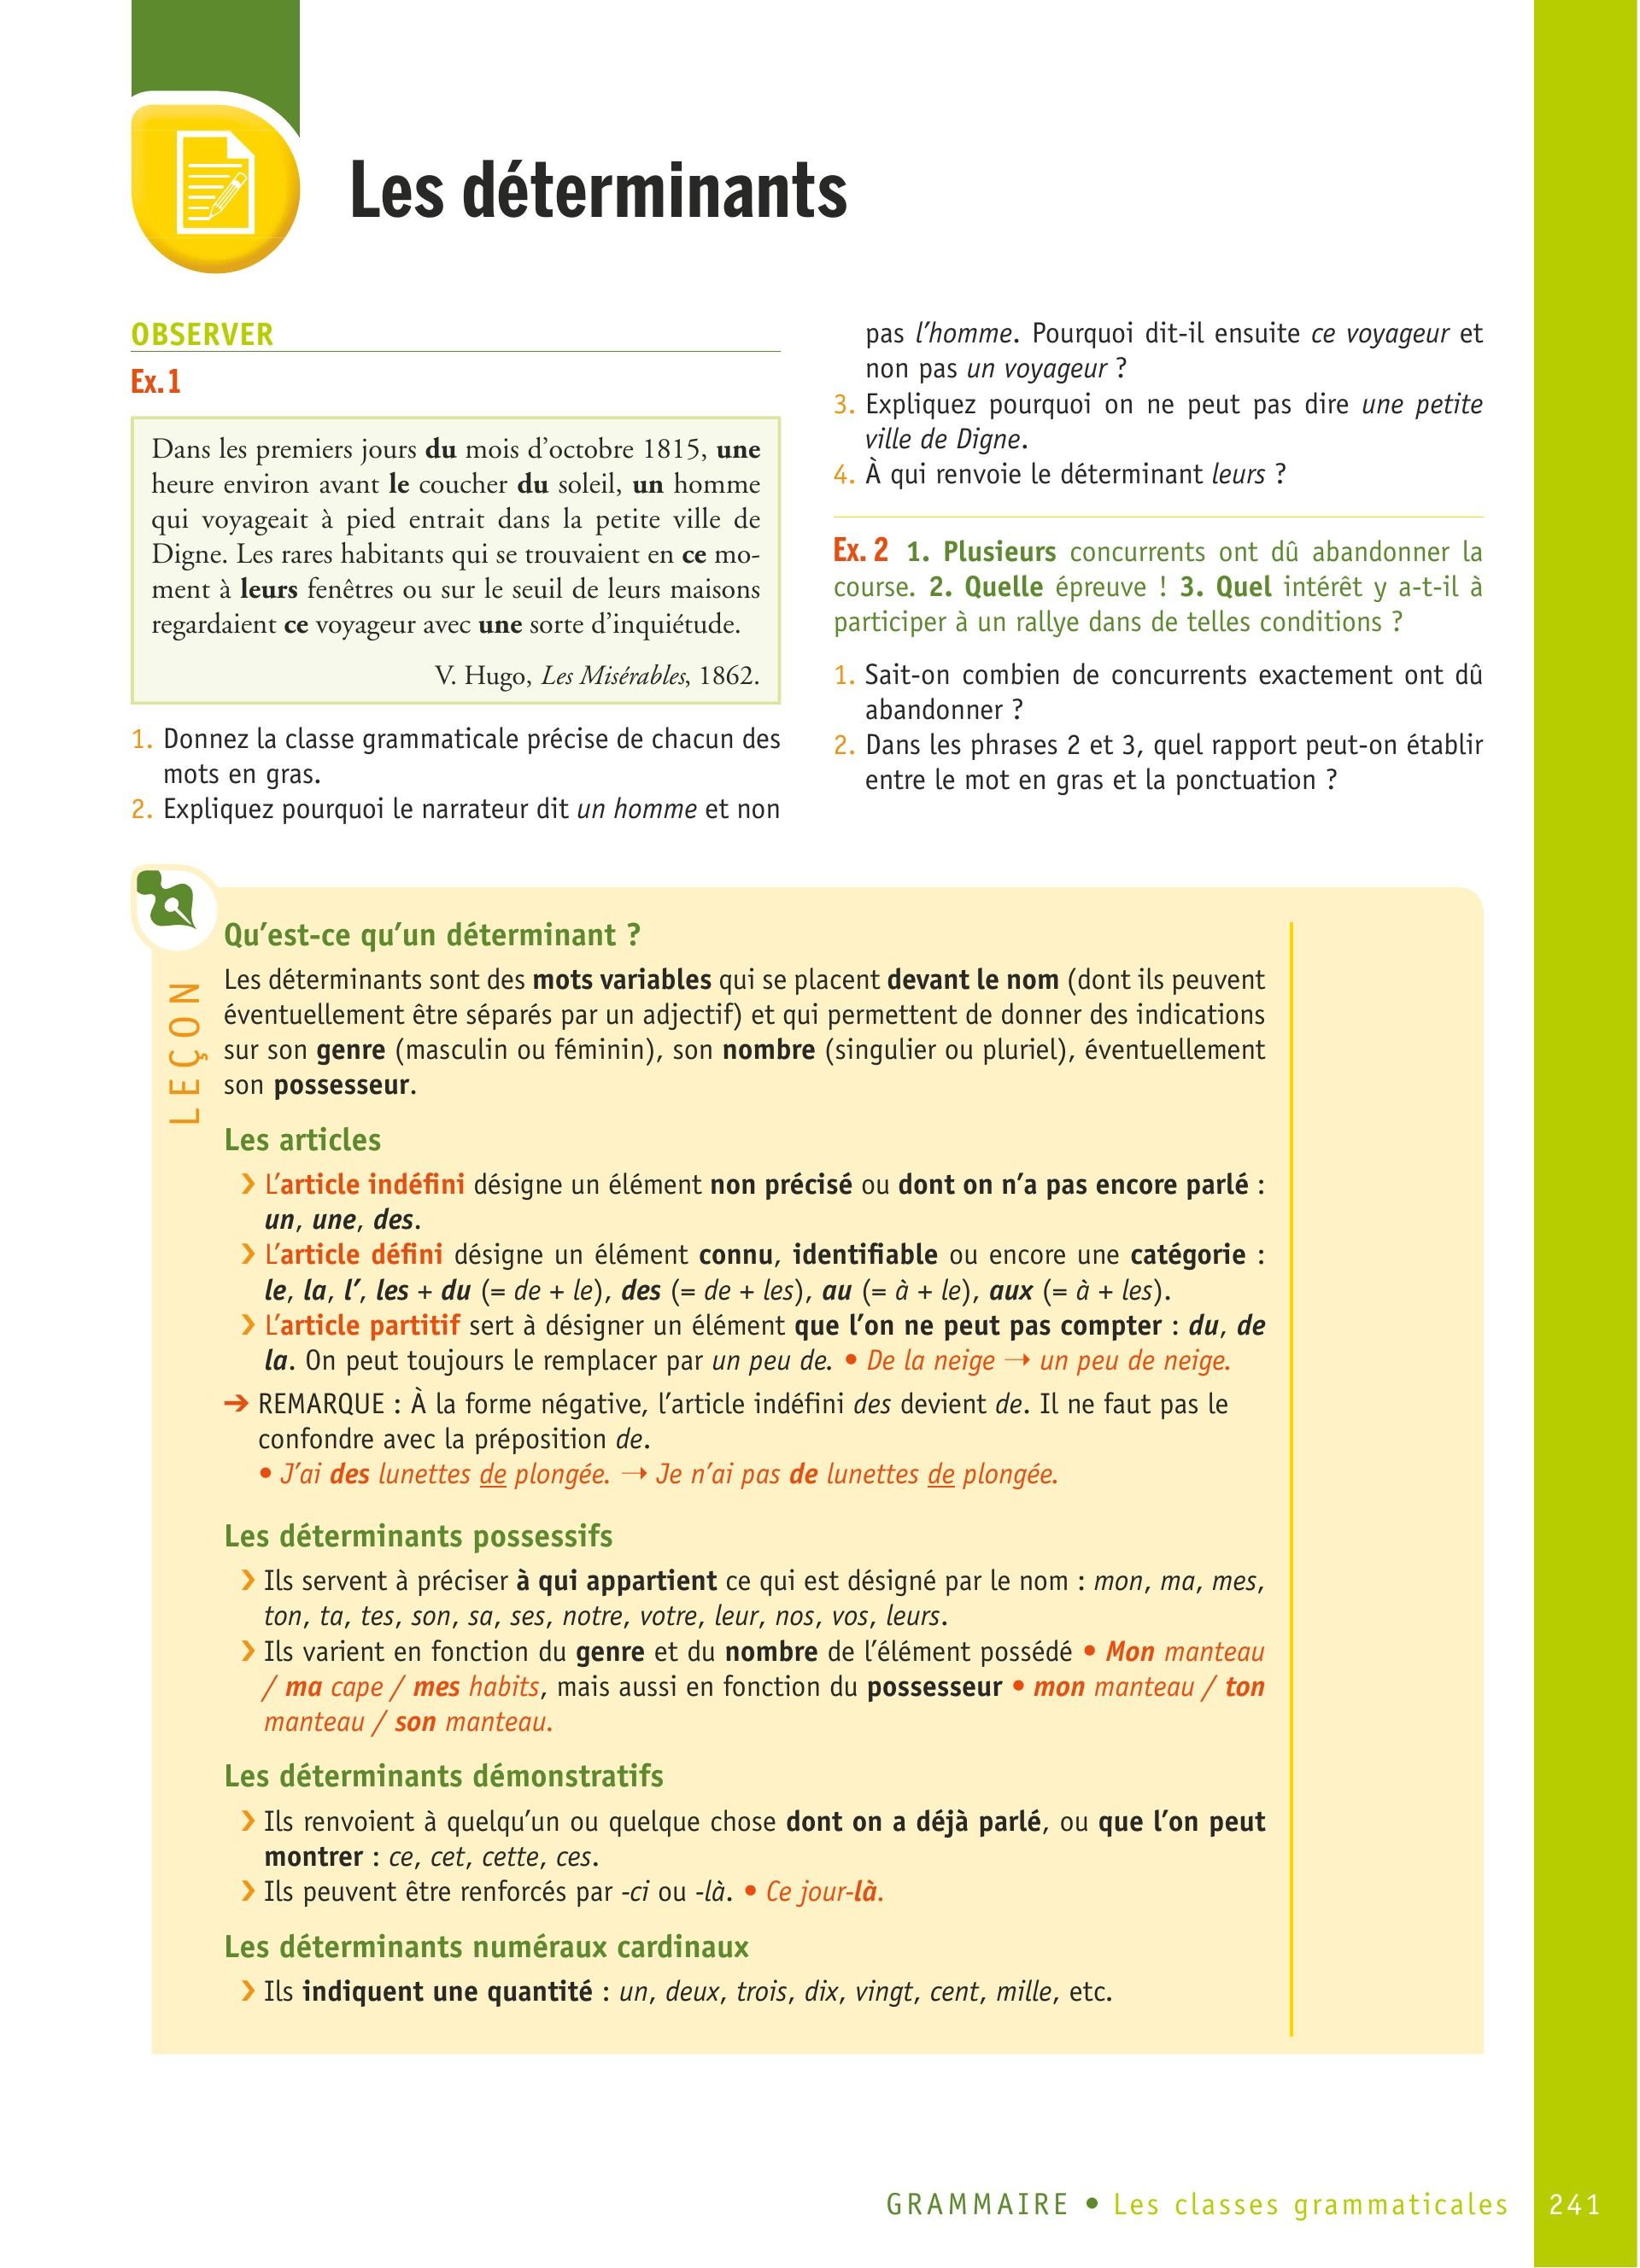 Les déterminants
OBSERVER
Ex. 1
Dans les premiers jours du mois d'octobre 1815, une
heure environ avant le coucher du soleil, un homme
qui voyageait à pied entrait dans la petite ville de
Digne. Les rares habitants qui se trouvaient en ce mo-
ment à leurs fenêtres ou sur le seuil de leurs maisons
regardaient ce voyageur avec une sorte d'inquiétude.
V. Hugo, Les Misérables, 1862.
1. Donnez la classe grammaticale précise de chacun des
mots en gras.
2. Expliquez pourquoi le narrateur dit un homme et non
pas l'homme. Pourquoi dit-il ensuite ce voyageur et
non pas un voyageur ?
3. Expliquez pourquoi on ne peut pas dire une petite
ville de Digne.
4. À qui renvoie le déterminant leurs ?
Ex. 2 1. Plusieurs concurrents ont dû abandonner la
course. 2. Quelle épreuve ! 3. Quel intérêt y a-t-il à
participer à un rallye dans de telles conditions ?
1. Sait-on combien de concurrents exactement ont dû
abandonner ?
2. Dans les phrases 2 et 3, quel rapport peut-on établir
entre le mot en gras et la ponctuation ?
LEÇON
Qu'est-ce qu'un déterminant ?
Les déterminants sont des mots variables qui se placent devant le nom (dont ils peuvent
éventuellement être séparés par un adjectif) et qui permettent de donner des indications
sur son genre (masculin ou féminin), son nombre (singulier ou pluriel), éventuellement
son possesseur.
Les articles
❯ L'article indéfini désigne un élément non précisé ou dont on n'a pas encore parlé :
un, une, des.
❯ L'article défini désigne un élément connu, identifiable ou encore une catégorie :
le, la, l', les + du (= de + le), des (= de + les), au (= à + le), aux (= à + les).
❯ L'article partitif sert à désigner un élément que l'on ne peut pas compter : du, de
la. On peut toujours le remplacer par un peu de. • De la neige → un peu de neige.
➔ REMARQUE : À la forme négative, l'article indéfini des devient de. Il ne faut pas le
confondre avec la préposition de.
• J'ai des lunettes de plongée. → Je n'ai pas de lunettes de plongée.
Les déterminants possessifs
❯ Ils servent à préciser à qui appartient ce qui est désigné par le nom : mon, ma, mes,
ton, ta, tes, son, sa, ses, notre, votre, leur, nos, vos, leurs.
❯ Ils varient en fonction du genre et du nombre de l'élément possédé • Mon manteau
/ ma cape / mes habits, mais aussi en fonction du possesseur • mon manteau / ton
manteau / son manteau.
Les déterminants démonstratifs
❯ Ils renvoient à quelqu'un ou quelque chose dont on a déjà parlé, ou que l'on peut
montrer : ce, cet, cette, ces.
❯ Ils peuvent être renforcés par -ci ou -là. • Ce jour-là.
Les déterminants numéraux cardinaux
❯ Ils indiquent une quantité : un, deux, trois, dix, vingt, cent, mille, etc.
GRAMMAIRE • Les classes grammaticales 241